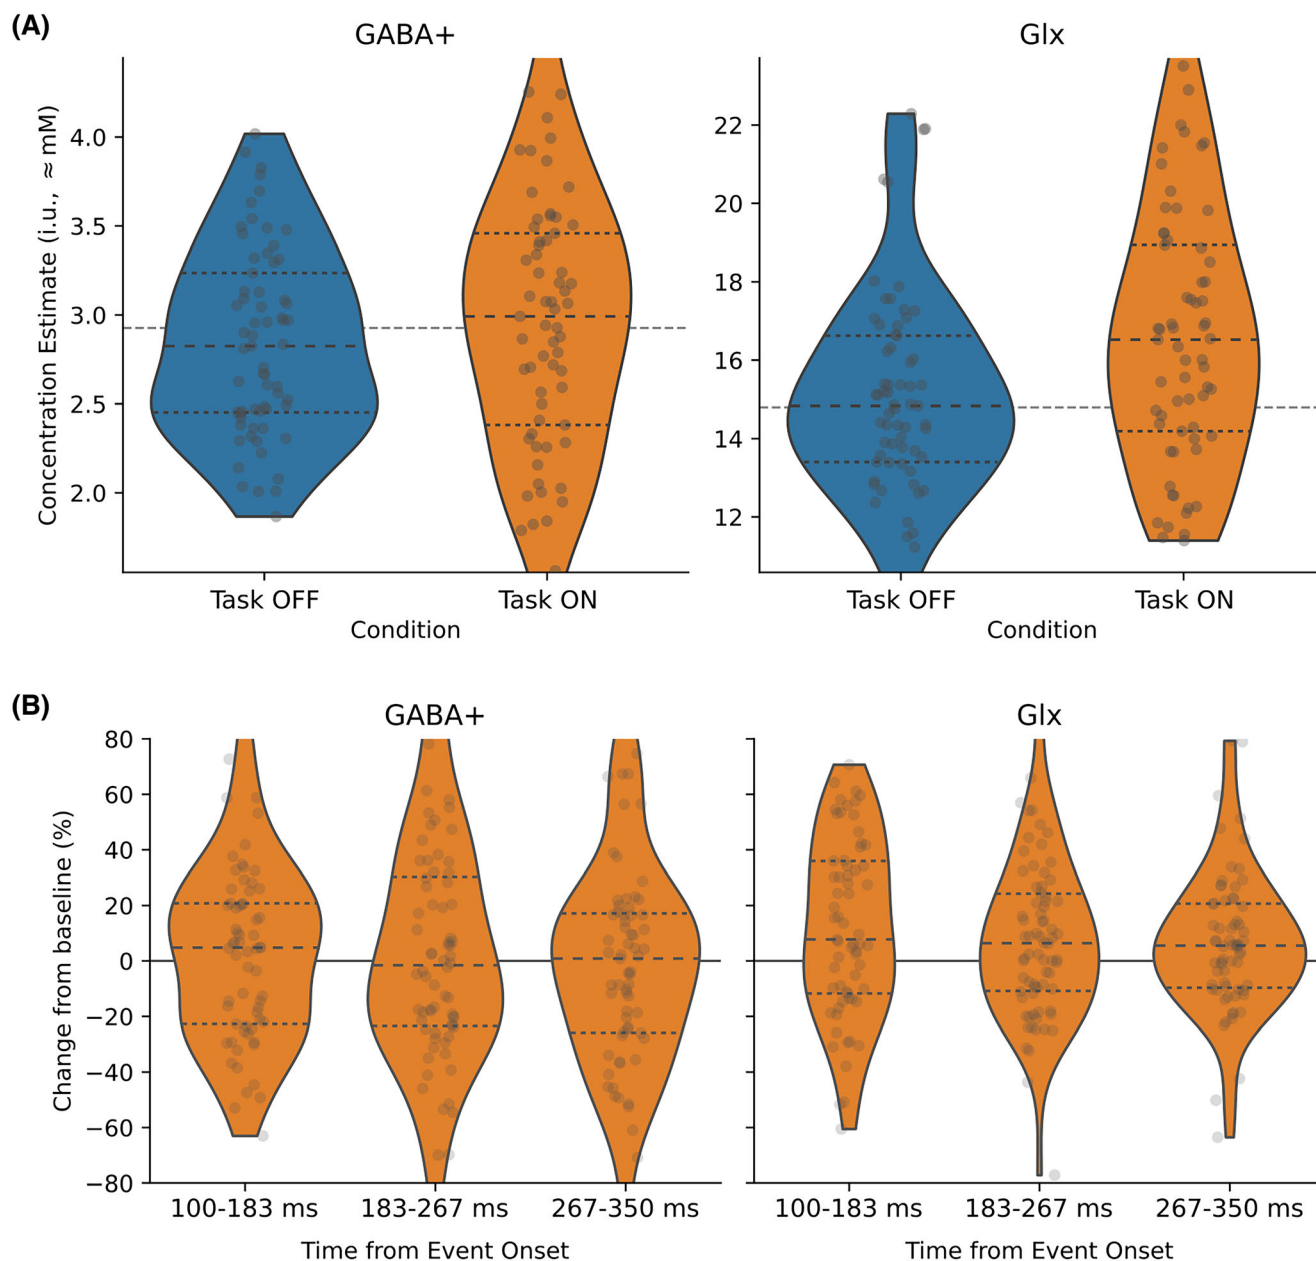 (A)
GABA+
Glx
Concentration Estimate (i.u., ≈ mM)
4.0
3.5
3.0
2.5
2.0
22
20
18
16
14
12
Task OFF
Task ON
Task OFF
Task ON
Condition
Condition
(B)
GABA+
Glx
Change from baseline (%)
80
60
40
20
0
−20
−40
−60
−80
100-183 ms
183-267 ms
267-350 ms
100-183 ms
183-267 ms
267-350 ms
Time from Event Onset
Time from Event Onset